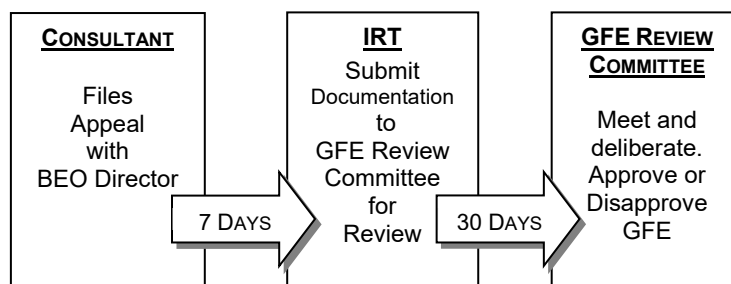 CONSULTANT
Files
Appeal
with
BEO Director
7 DAYS
IRT
Submit
Documentation
to
GFE Review
Committee
for
Review
30 DAYS
GFE REVIEW
COMMITTEE
Meet and
deliberate.
Approve or
Disapprove
GFE